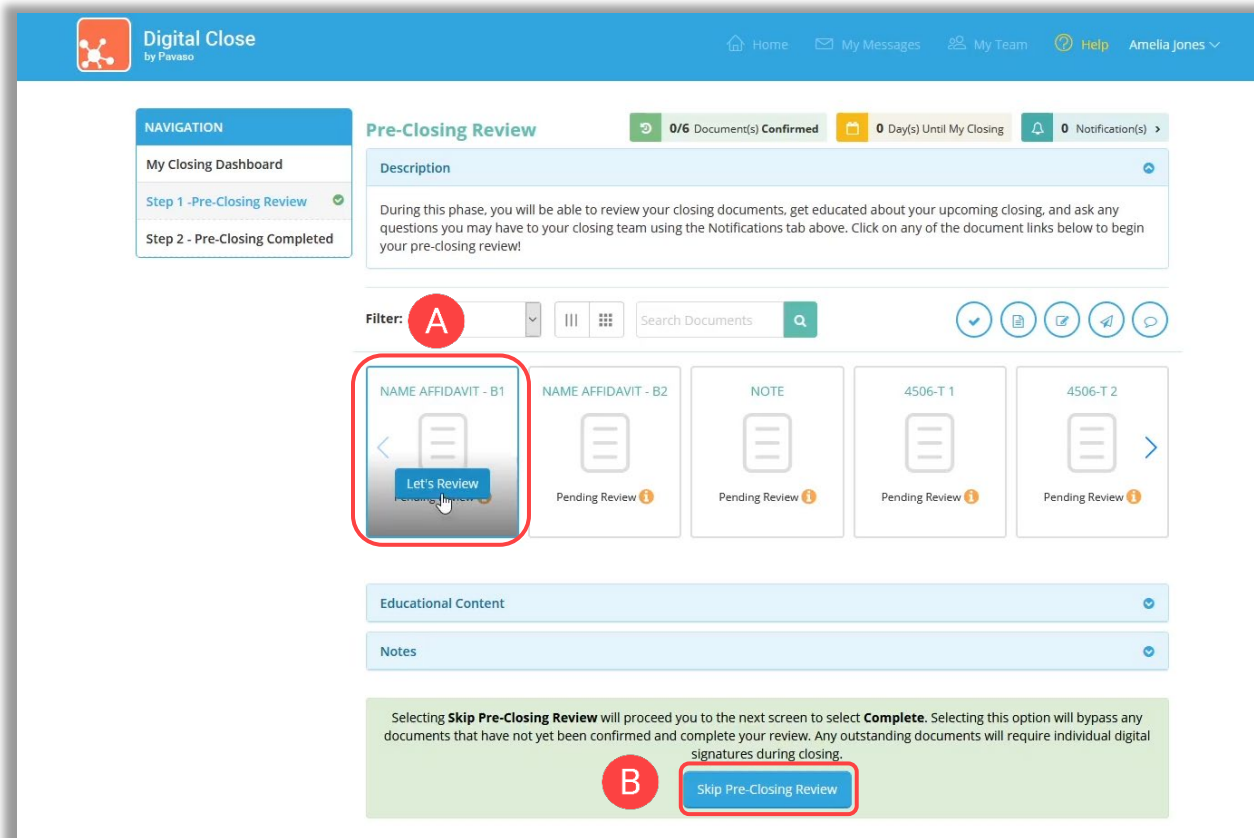 Digital Close
by Pavaso
Home
My Messages
My Team
Help
Amelia Jones
NAVIGATION
My Closing Dashboard
Step 1 -Pre-Closing Review
Step 2 - Pre-Closing Completed
Pre-Closing Review
0/6 Document(s) Confirmed
0 Day(s) Until My Closing
0 Notification(s)
Description
During this phase, you will be able to review your closing documents, get educated about your upcoming closing, and ask any
questions you may have to your closing team using the Notifications tab above. Click on any of the document links below to begin
your pre-closing review!
Filter:
A
Search Documents
NAME AFFIDAVIT - B1
Let's Review
Pending Review
NAME AFFIDAVIT - B2
Pending Review
NOTE
Pending Review
4506-T 1
Pending Review
4506-T 2
Pending Review
Educational Content
Notes
Selecting Skip Pre-Closing Review will proceed you to the next screen to select Complete. Selecting this option will bypass any
documents that have not yet been confirmed and complete your review. Any outstanding documents will require individual digital
signatures during closing.
B
Skip Pre-Closing Review